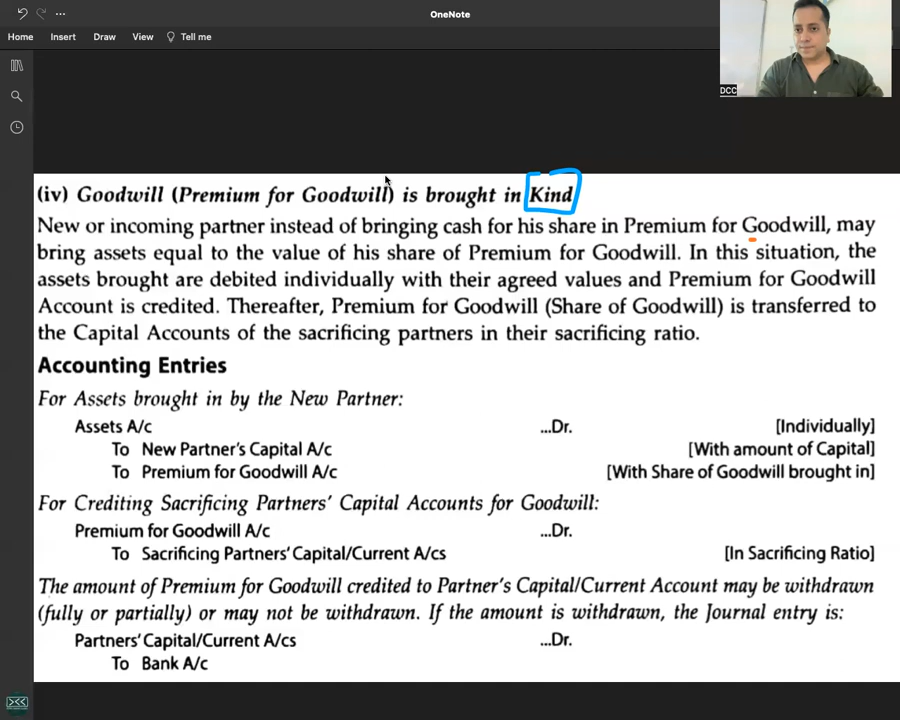 OneNote
Home Insert Draw View Tell me
DCC
(iv) Goodwill (Premium for Goodwill) is brought in Kind
New or incoming partner instead of bringing cash for his share in Premium for Goodwill, may
bring assets equal to the value of his share of Premium for Goodwill. In this situation, the
assets brought are debited individually with their agreed values and Premium for Goodwill
Account is credited. Thereafter, Premium for Goodwill (Share of Goodwill) is transferred to
the Capital Accounts of the sacrificing partners in their sacrificing ratio.
Accounting Entries
For Assets brought in by the New Partner:
Assets A/c ...Dr. [Individually]
To New Partner's Capital A/c [With amount of Capital]
To Premium for Goodwill A/c [With Share of Goodwill brought in]
For Crediting Sacrificing Partners' Capital Accounts for Goodwill:
Premium for Goodwill A/c ...Dr.
To Sacrificing Partners' Capital/Current A/cs [In Sacrificing Ratio]
The amount of Premium for Goodwill credited to Partner's Capital/Current Account may be withdrawn
(fully or partially) or may not be withdrawn. If the amount is withdrawn, the Journal entry is:
Partners' Capital/Current A/cs ...Dr.
To Bank A/c